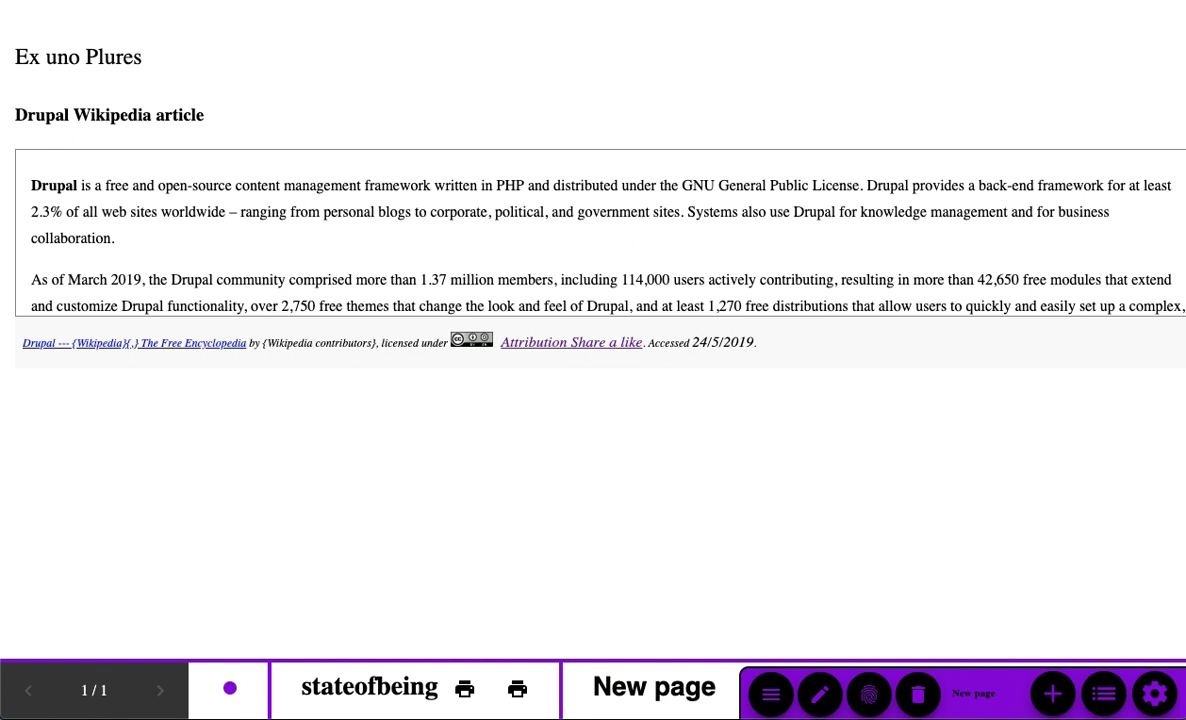 Ex uno Plures
Drupal Wikipedia article
Drupal is a free and open-source content management framework written in PHP and distributed under the GNU General Public License. Drupal provides a back-end framework for at least
2.3% of all web sites worldwide – ranging from personal blogs to corporate, political, and government sites. Systems also use Drupal for knowledge management and for business
collaboration.
As of March 2019, the Drupal community comprised more than 1.37 million members, including 114,000 users actively contributing, resulting in more than 42,650 free modules that extend
and customize Drupal functionality, over 2,750 free themes that change the look and feel of Drupal, and at least 1,270 free distributions that allow users to quickly and easily set up a complex,
Drupal --- {Wikipedia}{,} The Free Encyclopedia by {Wikipedia contributors}, licensed under Attribution Share a like. Accessed 24/5/2019.
1 / 1 stateofbeing New page New page